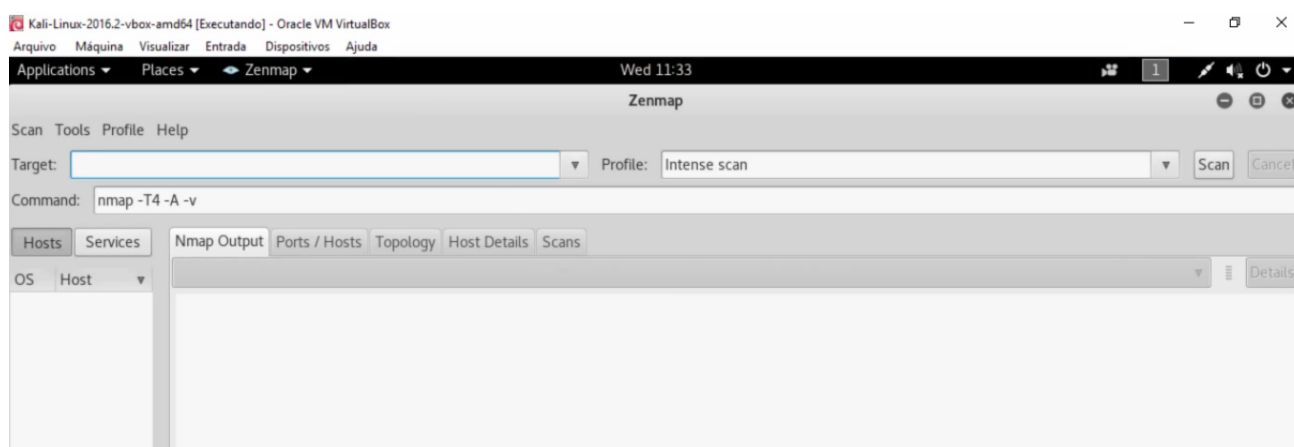 Kali-Linux-2016.2-vbox-amd64 [Executando] - Oracle VM VirtualBox
Arquivo Máquina Visualizar Entrada Dispositivos Ajuda
Applications Places Zenmap Wed 11:33 1
Zenmap
Scan Tools Profile Help
Target: Profile: Intense scan Scan Cancel
Command: nmap -T4 -A -v
Hosts Services Nmap Output Ports / Hosts Topology Host Details Scans
OS Host Details